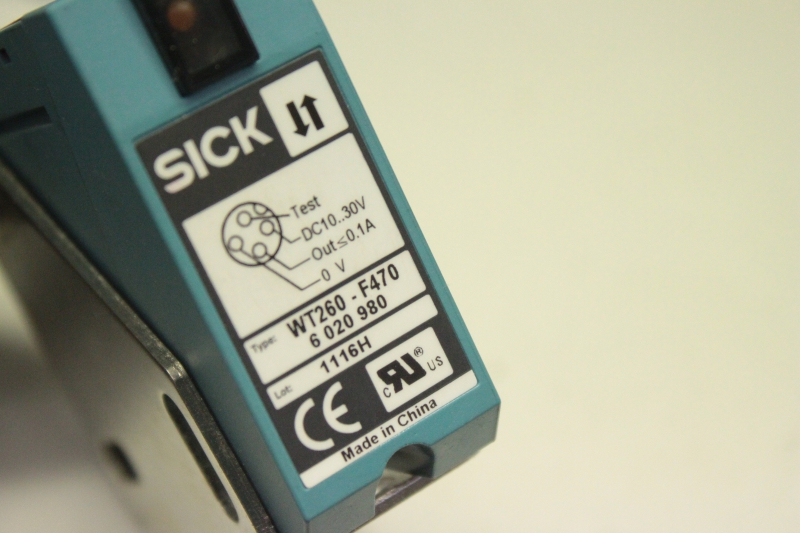 SICK
Test
DC10..30V
Out≤0.1A
0 V
Type: WT260 - F470
6 020 980
Lot: 1116H
CE
c RU ® US
Made in China